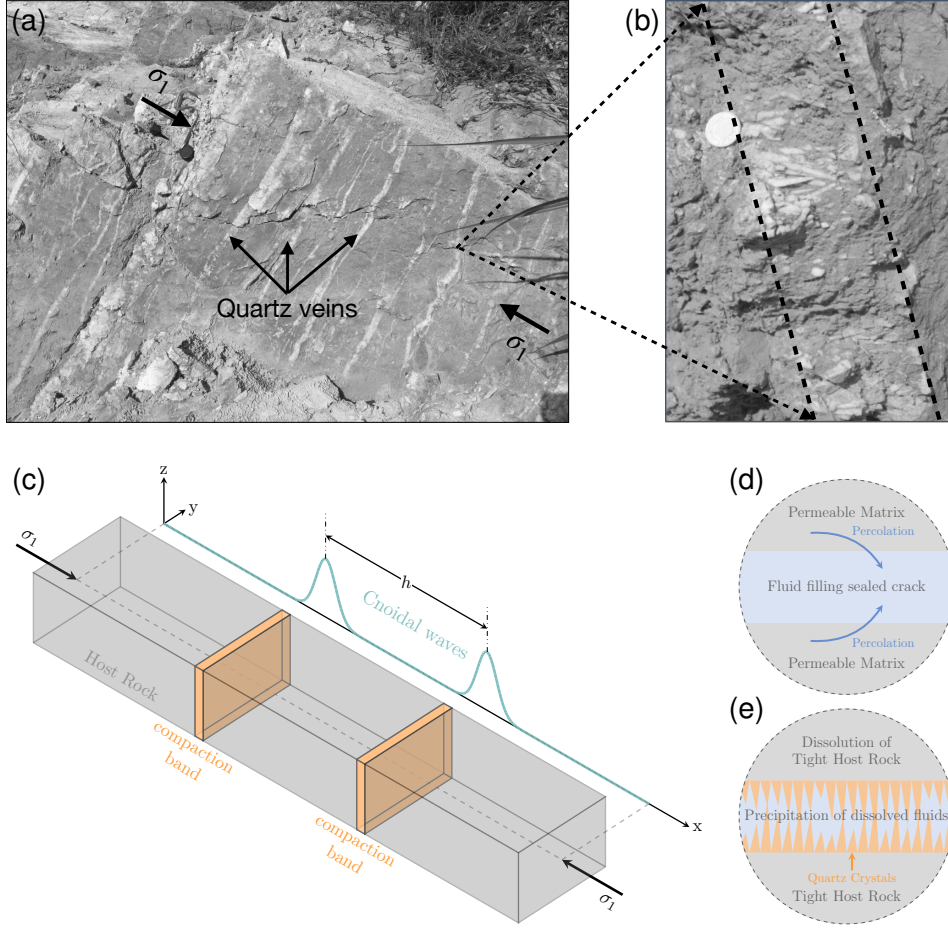 (a)
σ₁
Quartz veins
σ₁
(b)
(c)
z
y
x
σ₁
h
Cnoidal waves
Host Rock
compaction
band
compaction
band
σ₁
(d)
Permeable Matrix
Percolation
Fluid filling sealed crack
Percolation
Permeable Matrix
(e)
Dissolution of
Tight Host Rock
Precipitation of dissolved fluids
Quartz Crystals
Tight Host Rock